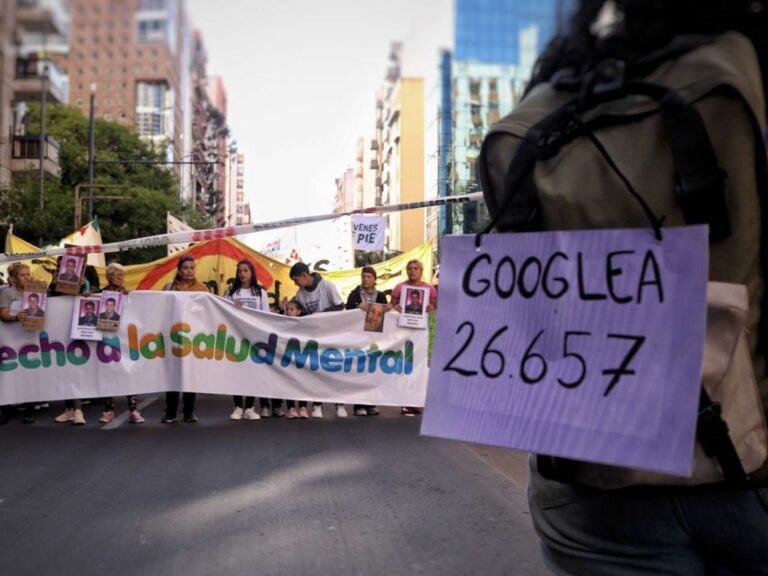 VENES
PIE
echo a la Salud Mental
GOOGLEA
26.657